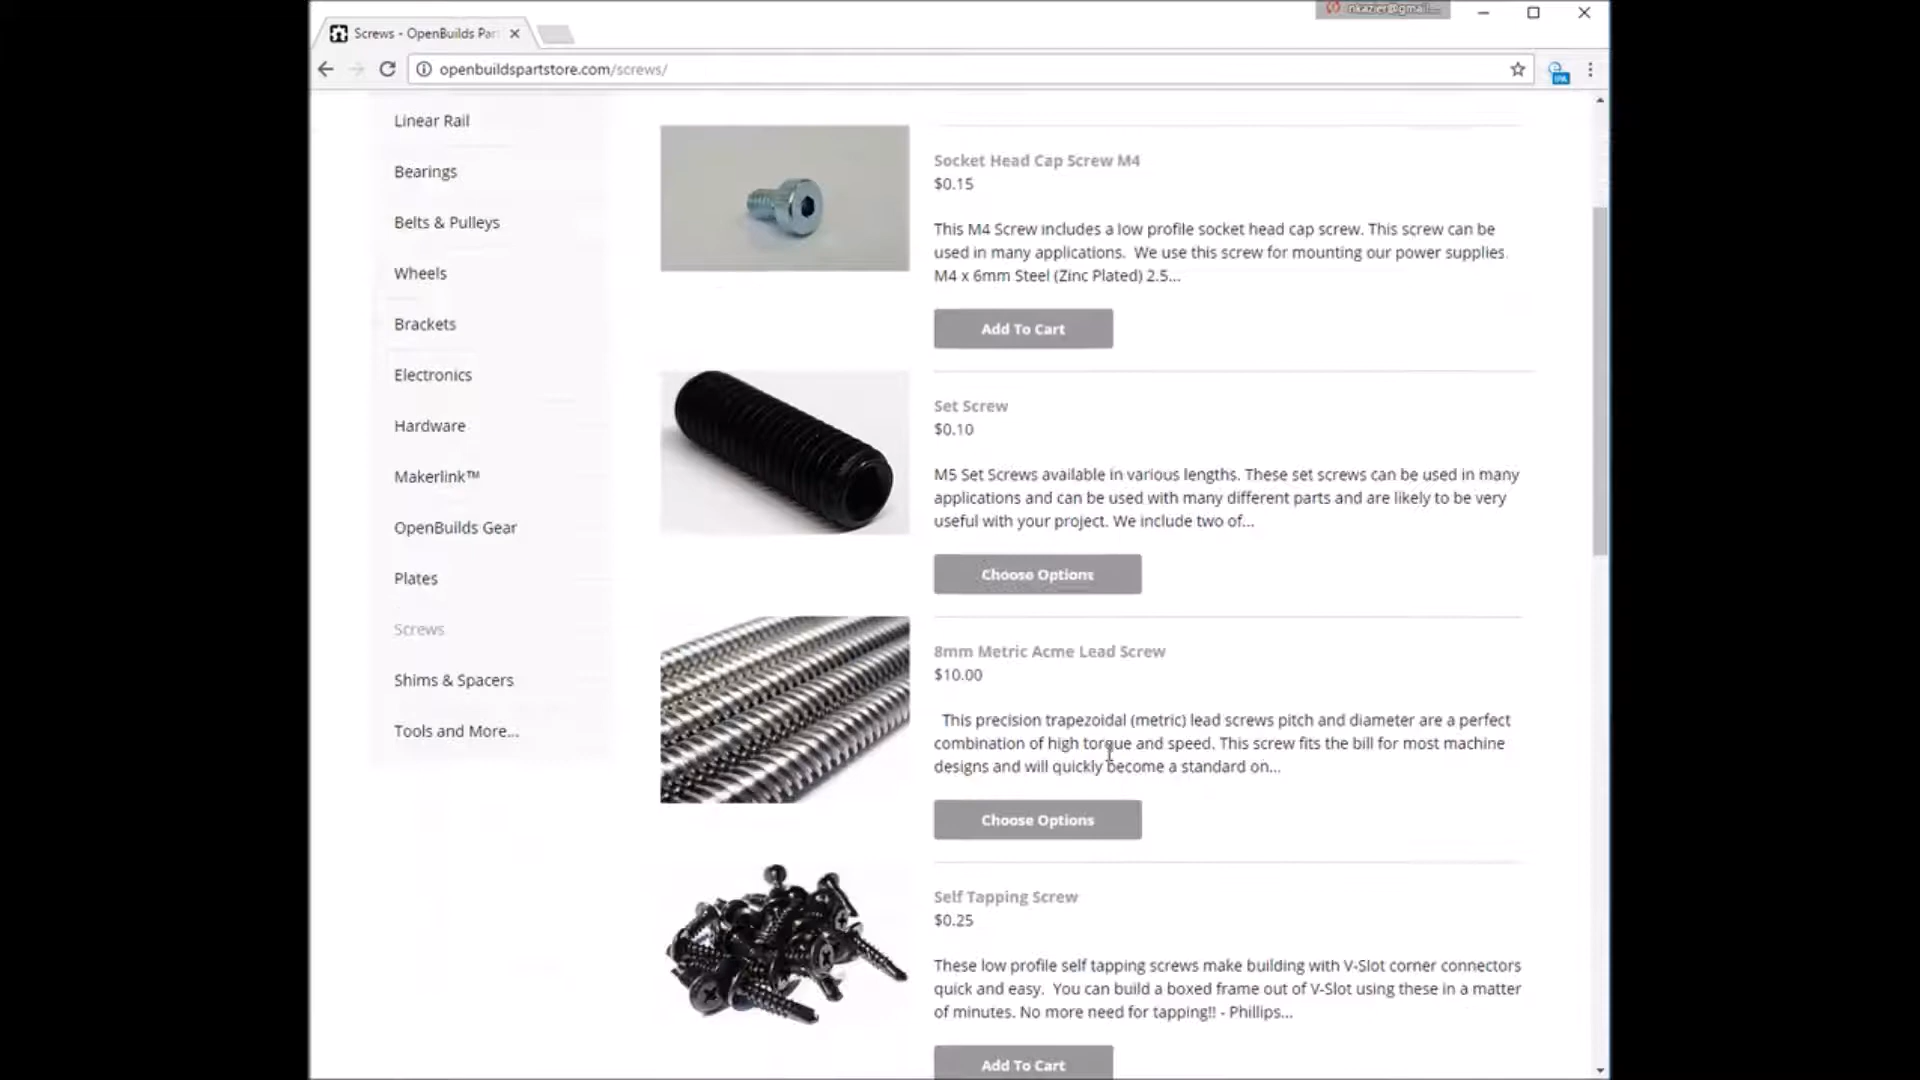 nkazier@gmail...
Screws - OpenBuilds Par
openbuildspartstore.com/screws/
Linear Rail
Bearings
Belts & Pulleys
Wheels
Brackets
Electronics
Hardware
Makerlink™
OpenBuilds Gear
Plates
Screws
Shims & Spacers
Tools and More...
Socket Head Cap Screw M4
$0.15
This M4 Screw includes a low profile socket head cap screw. This screw can be
used in many applications.  We use this screw for mounting our power supplies.
M4 x 6mm Steel (Zinc Plated) 2.5...
Add To Cart
Set Screw
$0.10
M5 Set Screws available in various lengths. These set screws can be used in many
applications and can be used with many different parts and are likely to be very
useful with your project. We include two of...
Choose Options
8mm Metric Acme Lead Screw
$10.00
This precision trapezoidal (metric) lead screws pitch and diameter are a perfect
combination of high torque and speed. This screw fits the bill for most machine
designs and will quickly become a standard on...
Choose Options
Self Tapping Screw
$0.25
These low profile self tapping screws make building with V-Slot corner connectors
quick and easy.  You can build a boxed frame out of V-Slot using these in a matter
of minutes. No more need for tapping!! - Phillips...
Add To Cart